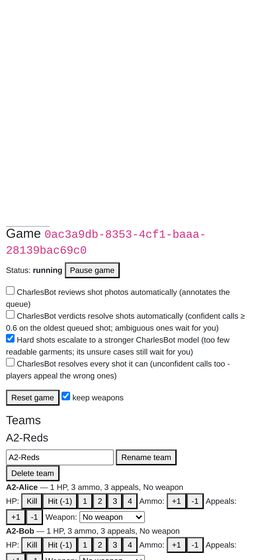 Game 0ac3a9db-8353-4cf1-baaa-
28139bac69c0
Status: running Pause game
CharlesBot reviews shot photos automatically (annotates the
queue)
CharlesBot verdicts resolve shots automatically (confident calls ≥
0.6 on the oldest queued shot; ambiguous ones wait for you)
Hard shots escalate to a stronger CharlesBot model (too few
readable garments; its unsure cases still wait for you)
CharlesBot resolves every shot it can (unconfident calls too -
players appeal the wrong ones)
Reset game keep weapons
Teams
A2-Reds
A2-Reds Rename team
Delete team
A2-Alice — 1 HP, 3 ammo, 3 appeals, No weapon
HP: Kill Hit (-1) 1 2 3 4 Ammo: +1 -1 Appeals:
+1 -1 Weapon: No weapon
A2-Bob — 1 HP, 3 ammo, 3 appeals, No weapon
HP: Kill Hit (-1) 1 2 3 4 Ammo: +1 -1 Appeals:
+1 -1 Weapon: No weapon